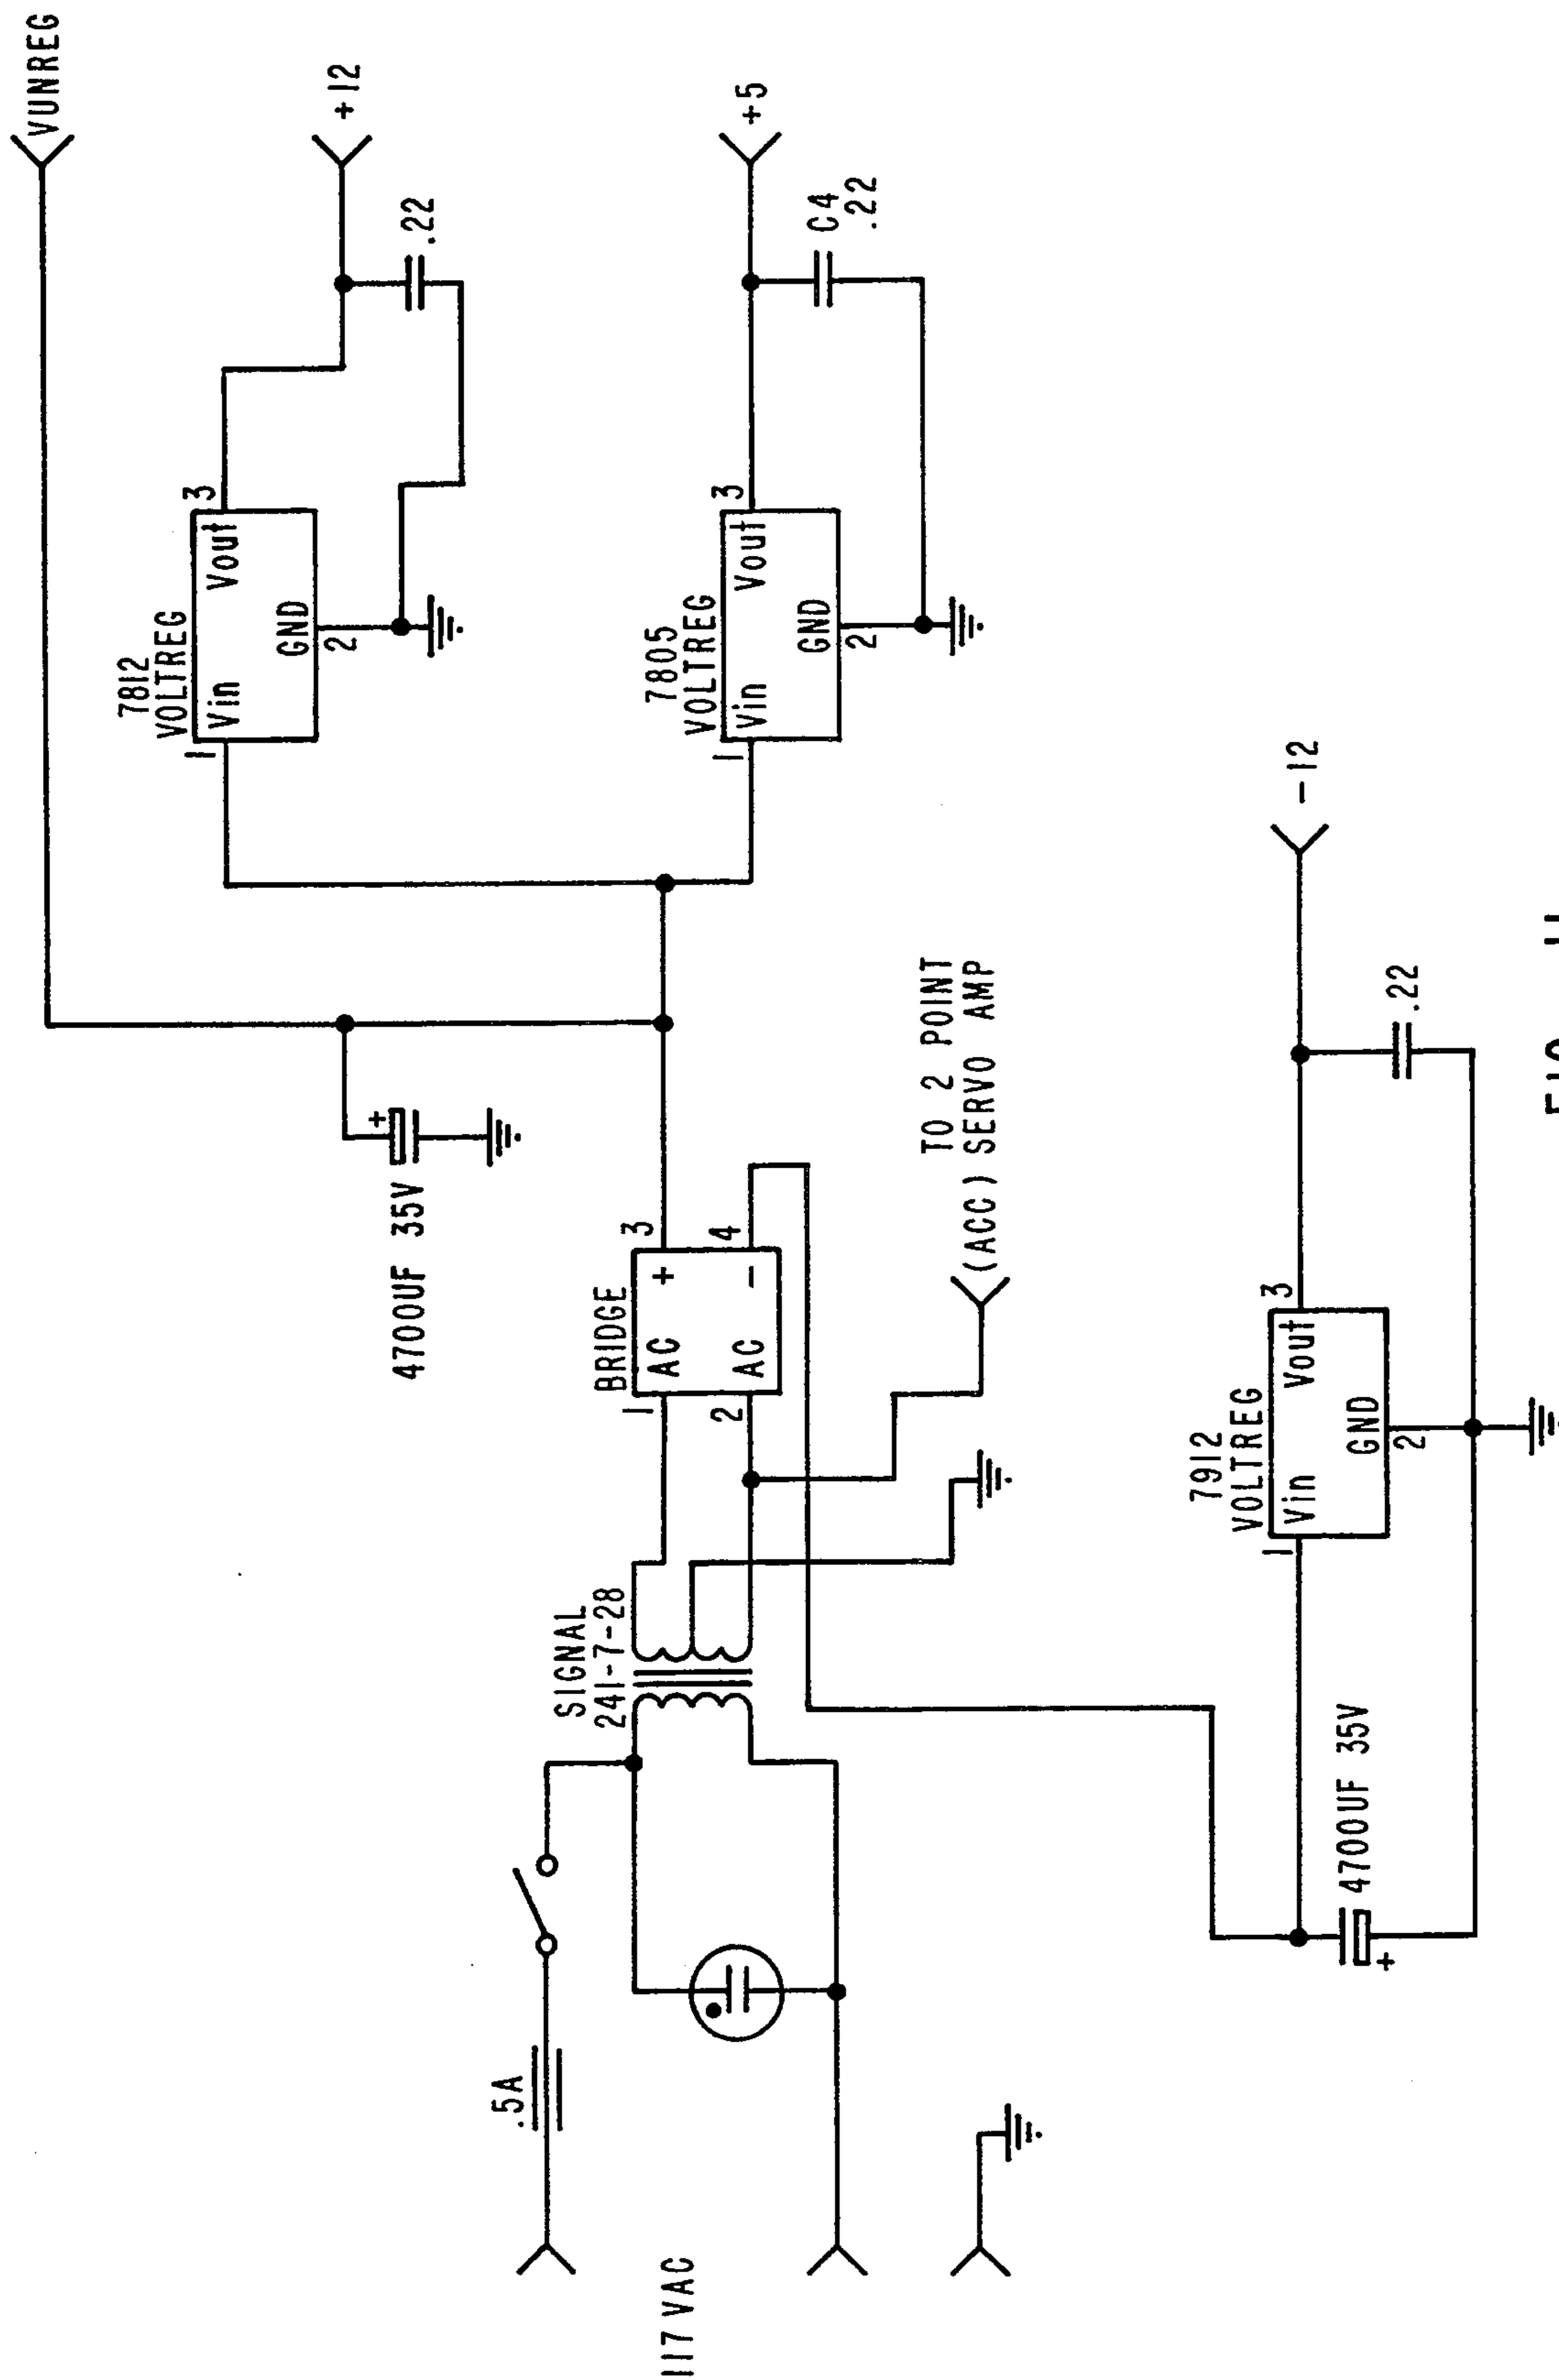 VUNREG
7812
VOLTREG
Vin
Vout
GND
1
2
3
+12
.22
4700UF 35V
+
7805
VOLTREG
Vin
Vout
GND
1
2
3
+5
C4
.22
.5A
117 VAC
SIGNAL
241-7-28
BRIDGE
AC
AC
+
−
1
2
3
4
TO 2 POINT
(ACC) SERVO AMP
7912
VOLTREG
Vin
Vout
GND
1
2
3
-12
.22
4700UF 35V
+